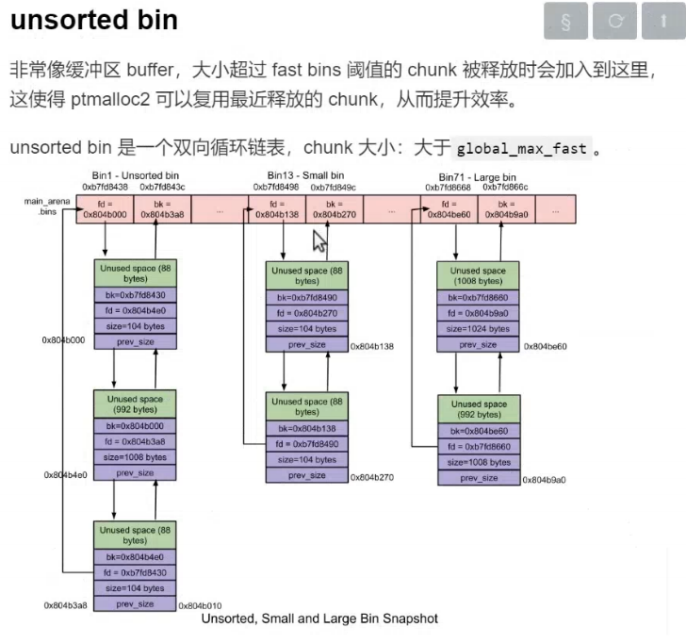 unsorted bin
§
非常像缓冲区 buffer，大小超过 fast bins 阈值的 chunk 被释放时会加入到这里，
这使得 ptmalloc2 可以复用最近释放的 chunk，从而提升效率。
unsorted bin 是一个双向循环链表，chunk 大小：大于 global_max_fast 。
Bin1 - Unsorted bin
0xb7fd8438 0xb7fd843c
Bin13 - Small bin
0xb7fd8498 0xb7fd849c
Bin71 - Large bin
0xb7fd8668 0xb7fd866c
main_arena
.bins
fd =
0x804b000
bk =
0x804b3a8
...
fd =
0x804b138
bk =
0x804b270
...
fd =
0x804be60
bk =
0x804b9a0
...
Unused space (88
bytes)
bk=0xb7fd8430
fd = 0x804b4e0
size=104 bytes
prev_size
0x804b000
Unused space (88
bytes)
bk=0xb7fd8490
fd = 0x804b270
size=104 bytes
prev_size
0x804b138
Unused space
(1008 bytes)
bk=0xb7fd8660
fd = 0x804b9a0
size=1024 bytes
prev_size
0x804be60
Unused space
(992 bytes)
bk=0x804b000
fd = 0x804b3a8
size=1008 bytes
prev_size
0x804b4e0
Unused space (88
bytes)
bk=0x804b138
fd = 0xb7fd8490
size=104 bytes
prev_size
0x804b270
Unused space
(992 bytes)
bk=0x804be60
fd = 0xb7fd8660
size=1008 bytes
prev_size
0x804b9a0
Unused space (88
bytes)
bk=0x804b4e0
fd = 0xb7fd8430
size=104 bytes
prev_size
0x804b3a8
0x804b010
Unsorted, Small and Large Bin Snapshot